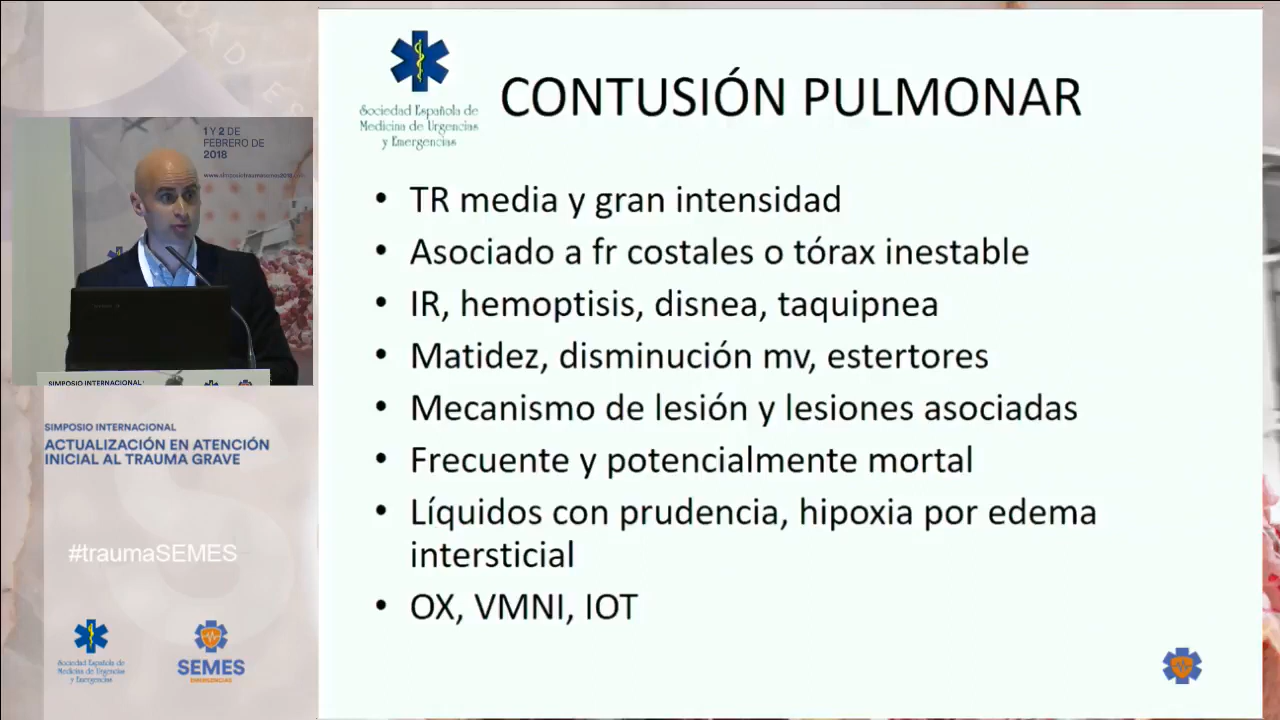 Sociedad Española de
Medicina de Urgencias
y Emergencias
CONTUSIÓN PULMONAR
• TR media y gran intensidad
• Asociado a fr costales o tórax inestable
• IR, hemoptisis, disnea, taquipnea
• Matidez, disminución mv, estertores
• Mecanismo de lesión y lesiones asociadas
• Frecuente y potencialmente mortal
• Líquidos con prudencia, hipoxia por edema
intersticial
• OX, VMNI, IOT
1 Y 2 DE
FEBRERO DE
2018
SIMPOSIO INTERNACIONAL
SIMPOSIO INTERNACIONAL
ACTUALIZACIÓN EN ATENCIÓN
INICIAL AL TRAUMA GRAVE
#traumaSEMES
Sociedad Española de
Medicina de Urgencias
y Emergencias
SEMES
EMERGENCIAS